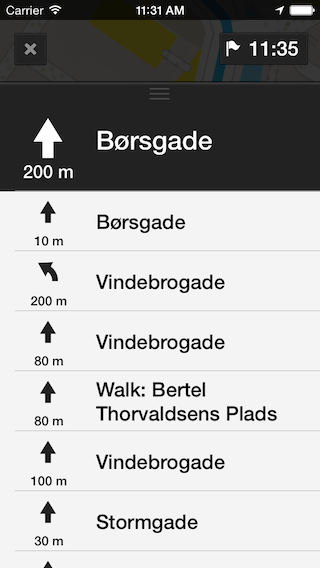 Carrier 11:31 AM
11:35
Børsgade
200 m
Børsgade
10 m
Vindebrogade
200 m
Vindebrogade
80 m
Walk: Bertel
Thorvaldsens Plads
80 m
Vindebrogade
100 m
Stormgade
30 m